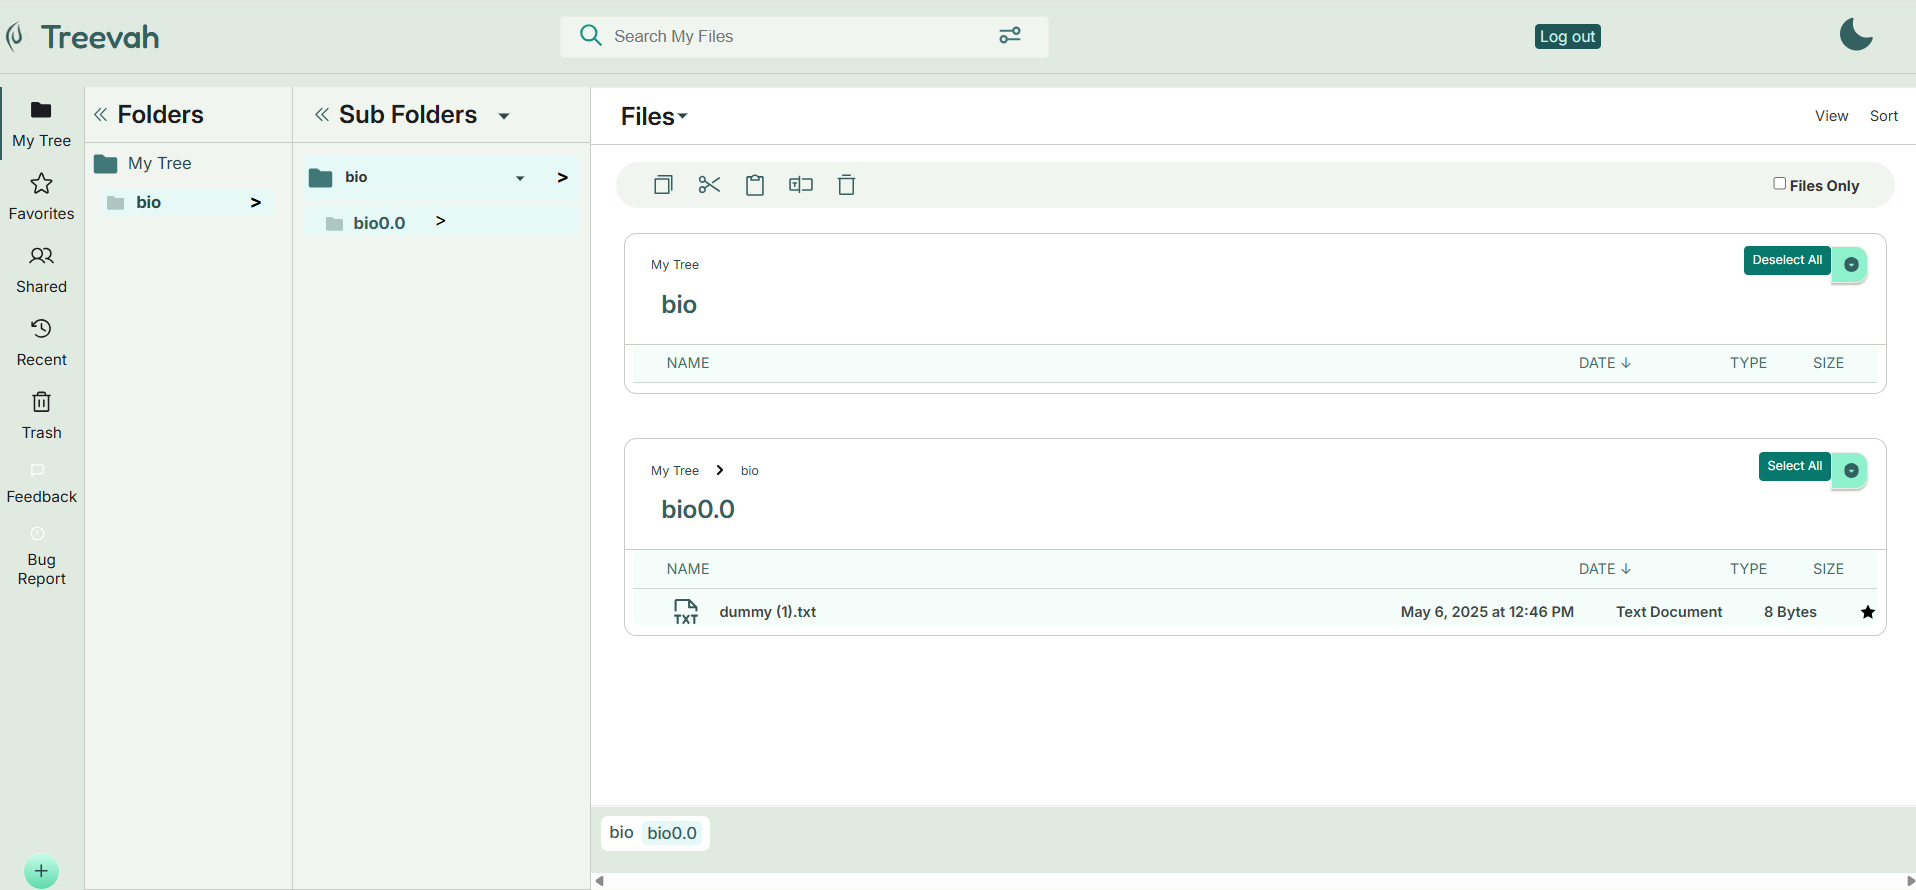 Treevah
Search My Files
Log out
My Tree
Favorites
Shared
Recent
Trash
Feedback
Bug
Report
+
Folders
My Tree
bio >
Sub Folders
bio >
bio0.0 >
Files
View Sort
Files Only
My Tree
Deselect All
bio
NAME DATE ↓ TYPE SIZE
My Tree > bio
Select All
bio0.0
NAME DATE ↓ TYPE SIZE
TXT dummy (1).txt May 6, 2025 at 12:46 PM Text Document 8 Bytes
bio bio0.0